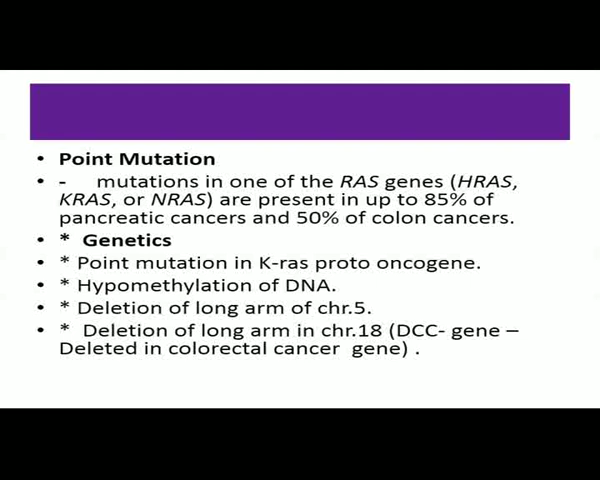 • Point Mutation
• - mutations in one of the RAS genes (HRAS,
KRAS, or NRAS) are present in up to 85% of
pancreatic cancers and 50% of colon cancers.
• * Genetics
• * Point mutation in K-ras proto oncogene.
• * Hypomethylation of DNA.
• * Deletion of long arm of chr.5.
• * Deletion of long arm in chr.18 (DCC- gene –
Deleted in colorectal cancer gene) .